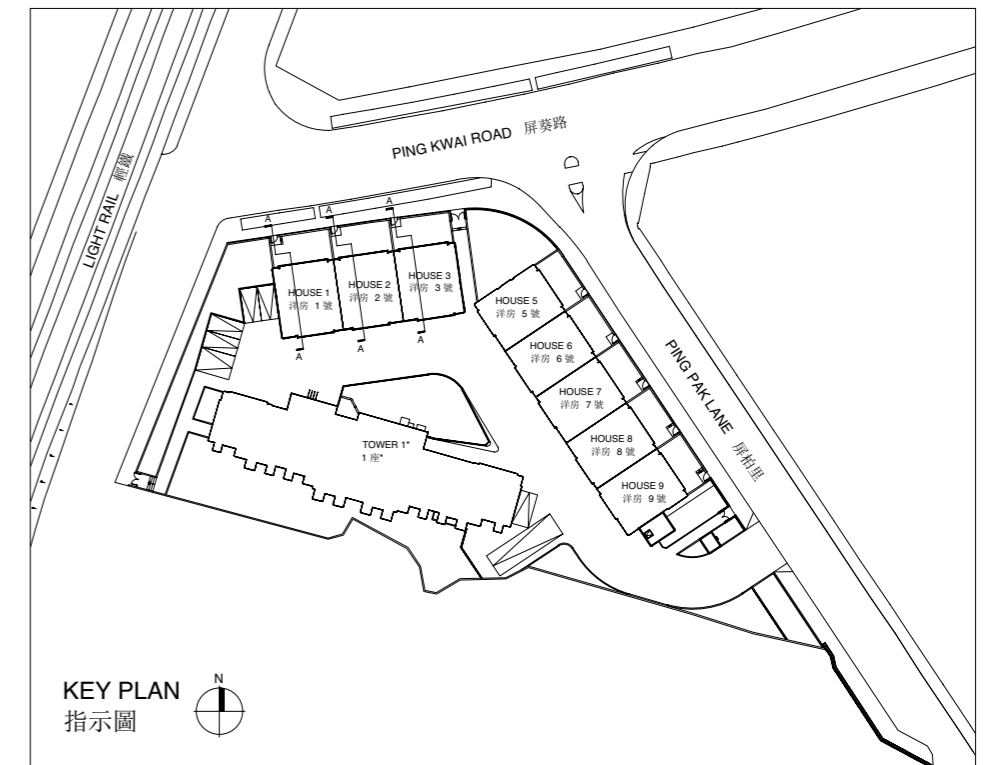 PING KWAI ROAD 屏葵路
LIGHT RAIL 輕鐵
A
A
A
HOUSE 1
洋房 1 號
HOUSE 2
洋房 2 號
HOUSE 3
洋房 3 號
A
A
A
HOUSE 5
洋房 5 號
HOUSE 6
洋房 6 號
HOUSE 7
洋房 7 號
HOUSE 8
洋房 8 號
HOUSE 9
洋房 9 號
PING PAK LANE 屏柏里
TOWER 1*
1 座*
KEY PLAN
指示圖
N